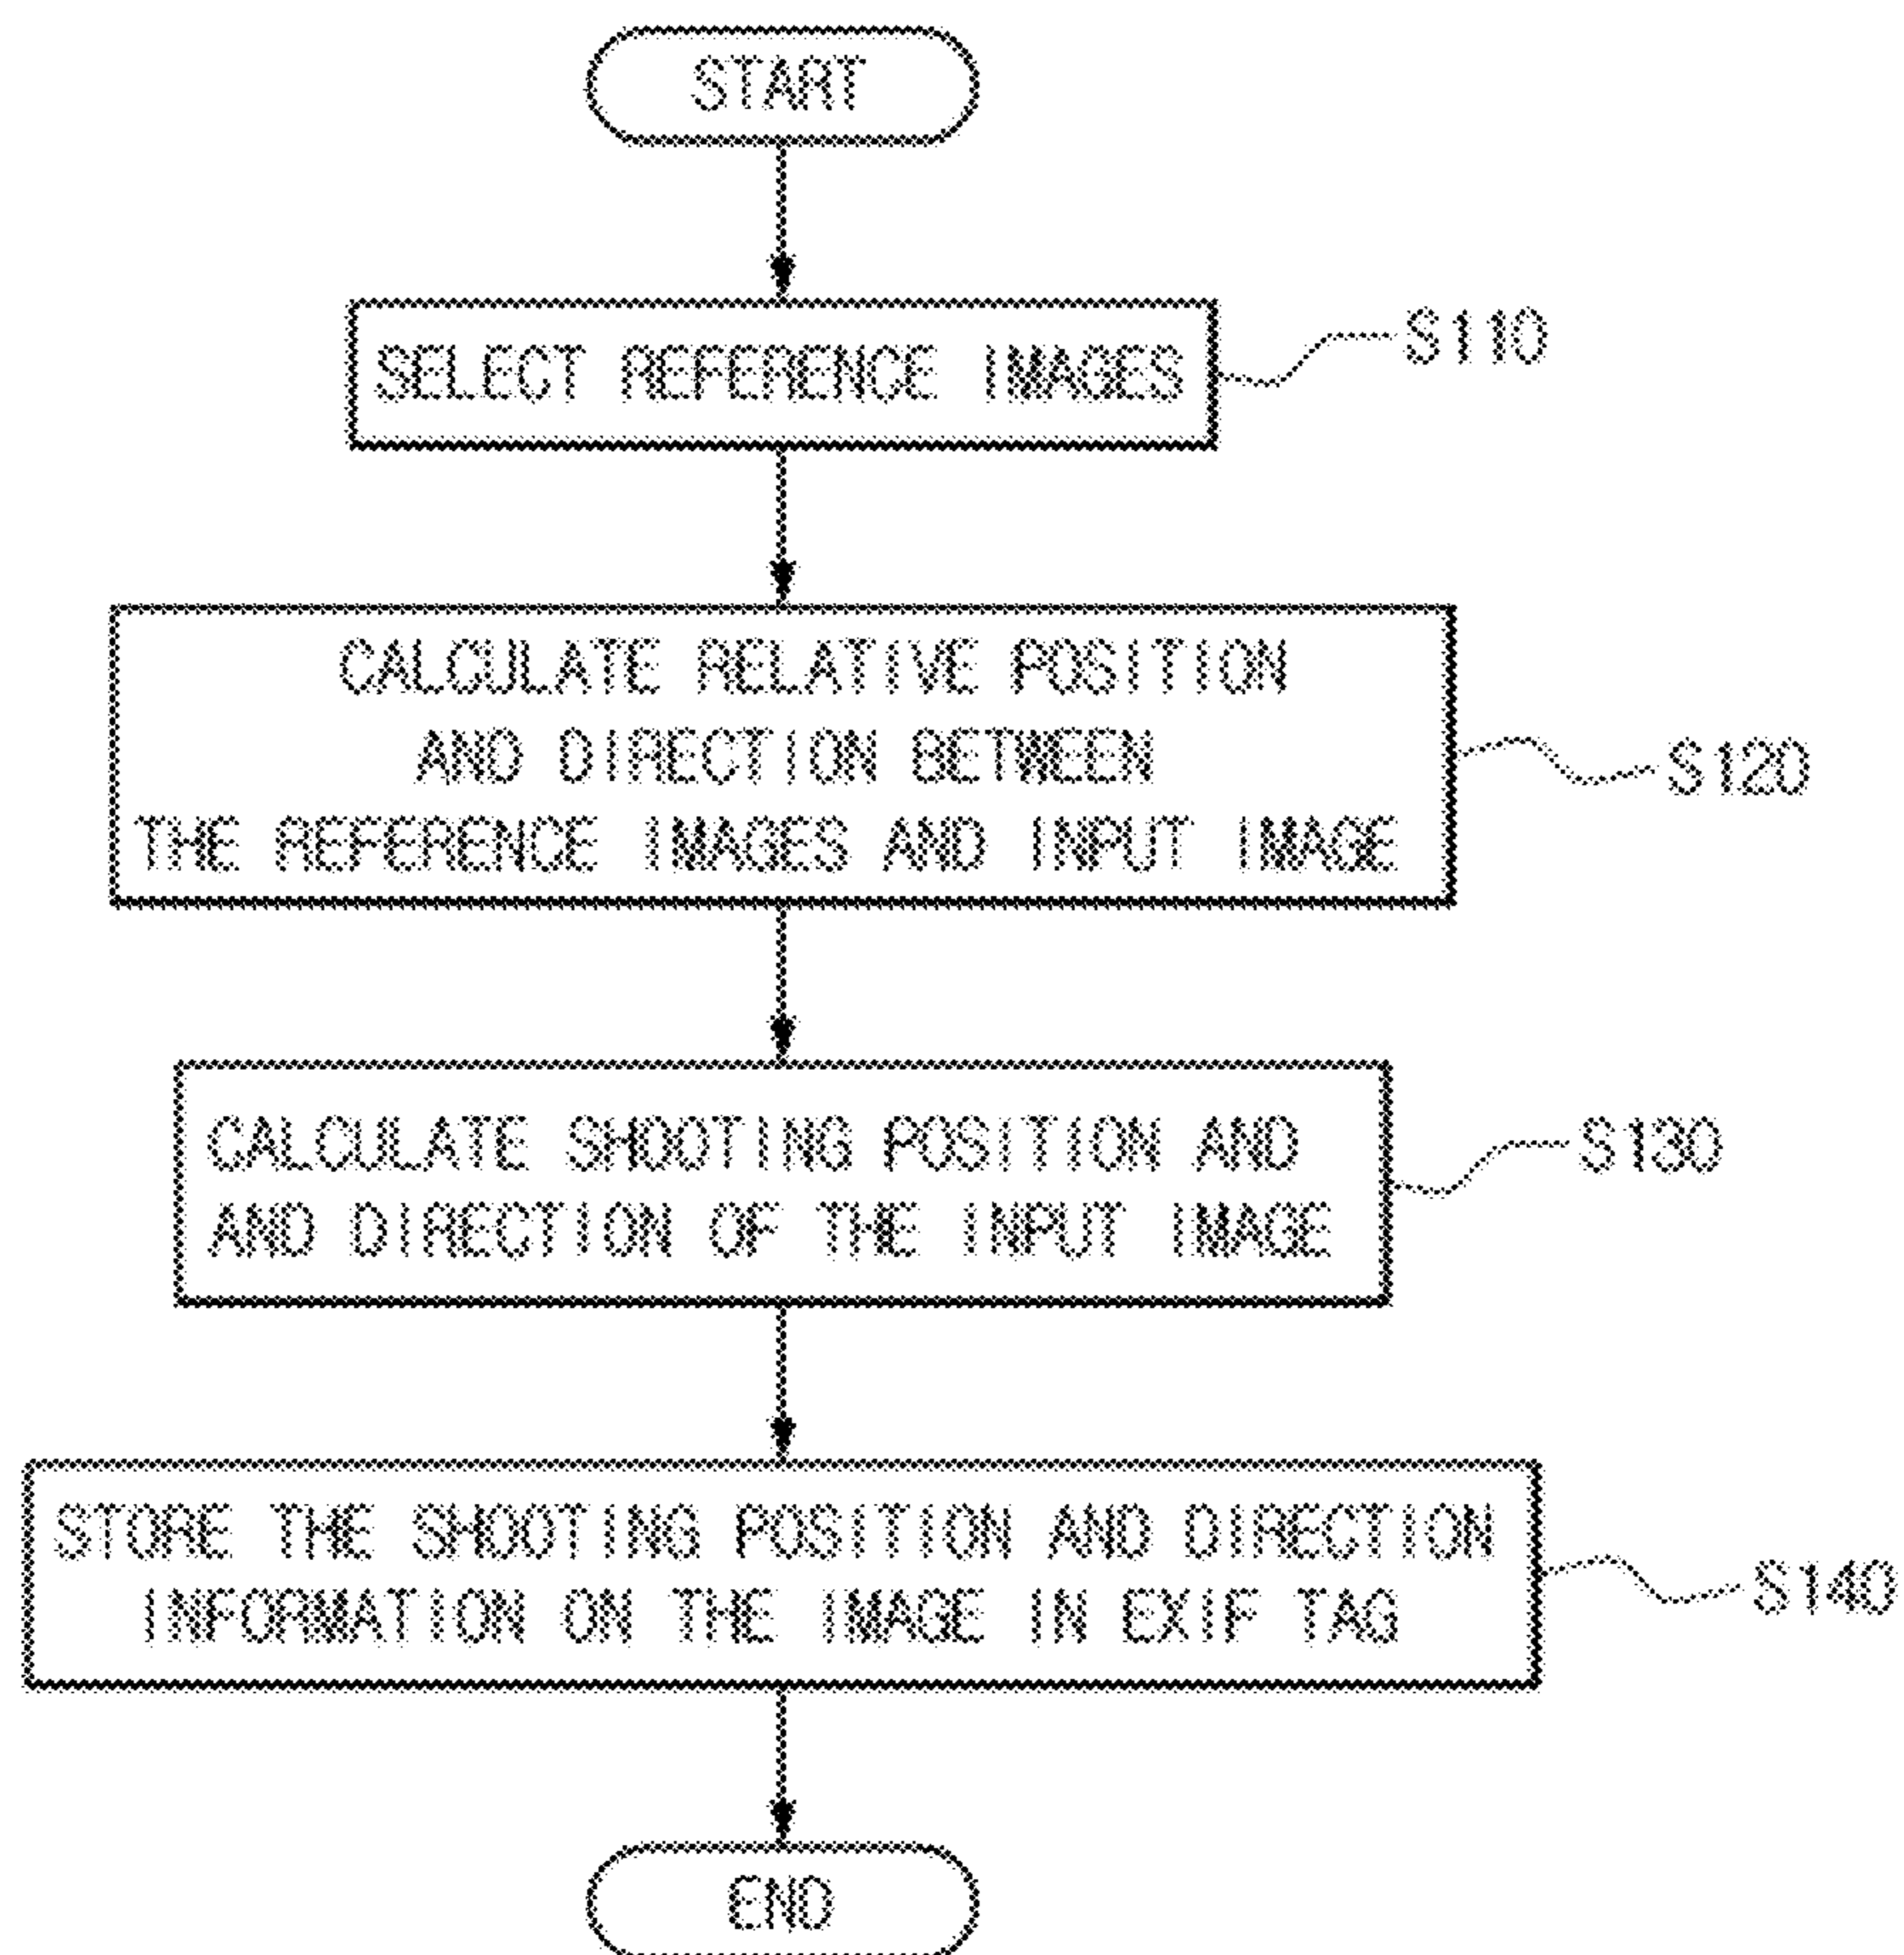 START
SELECT REFERENCE IMAGES
S110
CALCULATE RELATIVE POSITION
AND DIRECTION BETWEEN
THE REFERENCE IMAGES AND INPUT IMAGE
S120
CALCULATE SHOOTING POSITION AND
AND DIRECTION OF THE INPUT IMAGE
S130
STORE THE SHOOTING POSITION AND DIRECTION
INFORMATION ON THE IMAGE IN EXIF TAG
S140
END